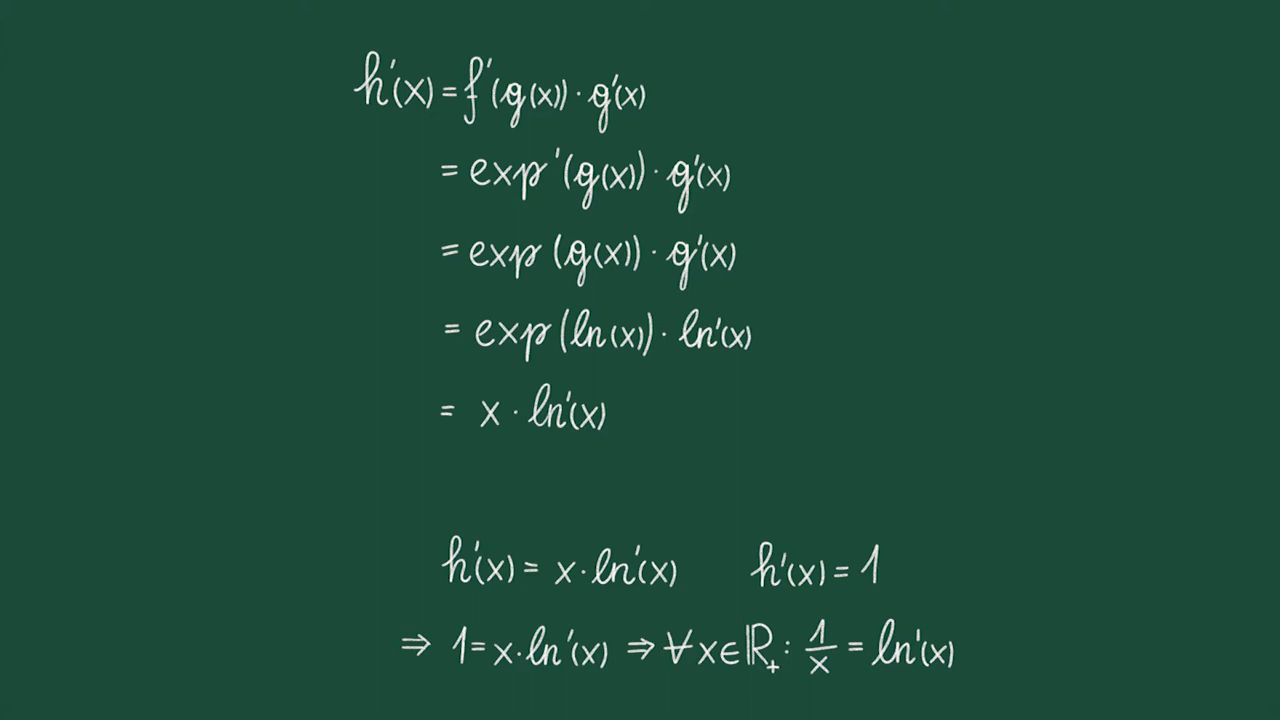 h'(x) = f'(g(x)) · g'(x)
= exp'(g(x)) · g'(x)
= exp(g(x)) · g'(x)
= exp(ln(x)) · ln'(x)
= x · ln'(x)
h'(x) = x · ln'(x)    h'(x) = 1
⇒ 1 = x · ln'(x) ⇒ ∀ x ∈ ℝ₊ : 1/x = ln'(x)